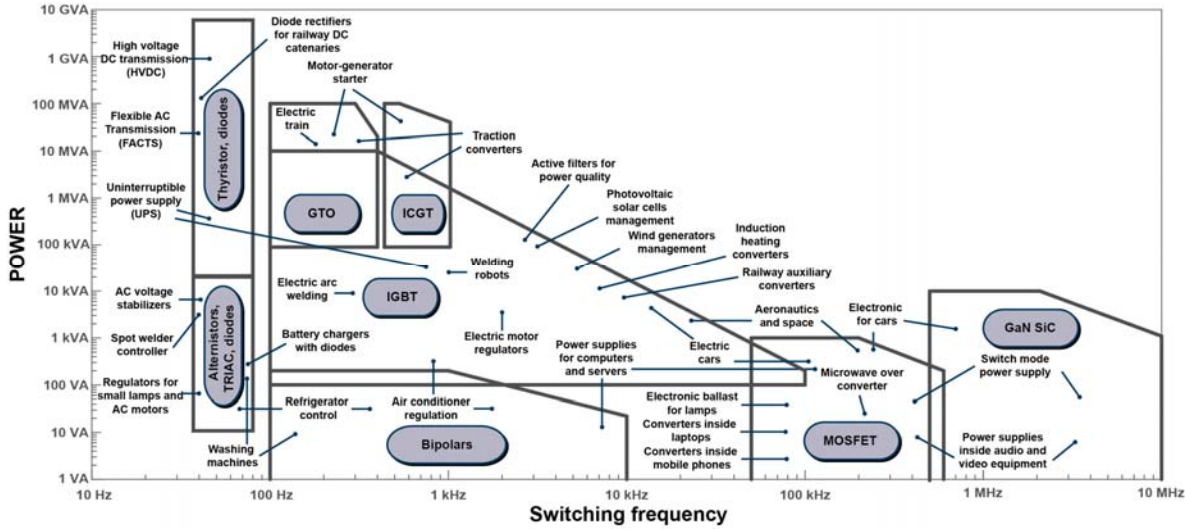 10 GVA
1 GVA
100 MVA
10 MVA
1 MVA
100 kVA
10 kVA
1 kVA
100 VA
10 VA
1 VA
POWER
High voltage
DC transmission
(HVDC)
Diode rectifiers
for railway DC
catenaries
Flexible AC
Transmission
(FACTS)
Thyristor, diodes
Uninterruptible
power supply
(UPS)
AC voltage
stabilizers
Spot welder
controller
Regulators for
small lamps and
AC motors
Alternistors,
TRIAC, diodes
Motor-generator
starter
Electric
train
Traction
converters
GTO
ICGT
Active filters for
power quality
Photovoltaic
solar cells
management
Wind generators
management
Induction
heating
converters
Railway auxiliary
converters
Welding
robots
Electric arc
welding
IGBT
Electric motor
regulators
Battery chargers
with diodes
Power supplies
for computers
and servers
Electric
cars
Aeronautics
and space
Electronic
for cars
GaN SiC
Switch mode
power supply
Microwave over
converter
Refrigerator
control
Air conditioner
regulation
Washing
machines
Bipolars
Electronic ballast
for lamps
Converters inside
laptops
Converters inside
mobile phones
MOSFET
Power supplies
inside audio and
video equipment
10 Hz
100 Hz
1 kHz
10 kHz
100 kHz
1 MHz
10 MHz
Switching frequency